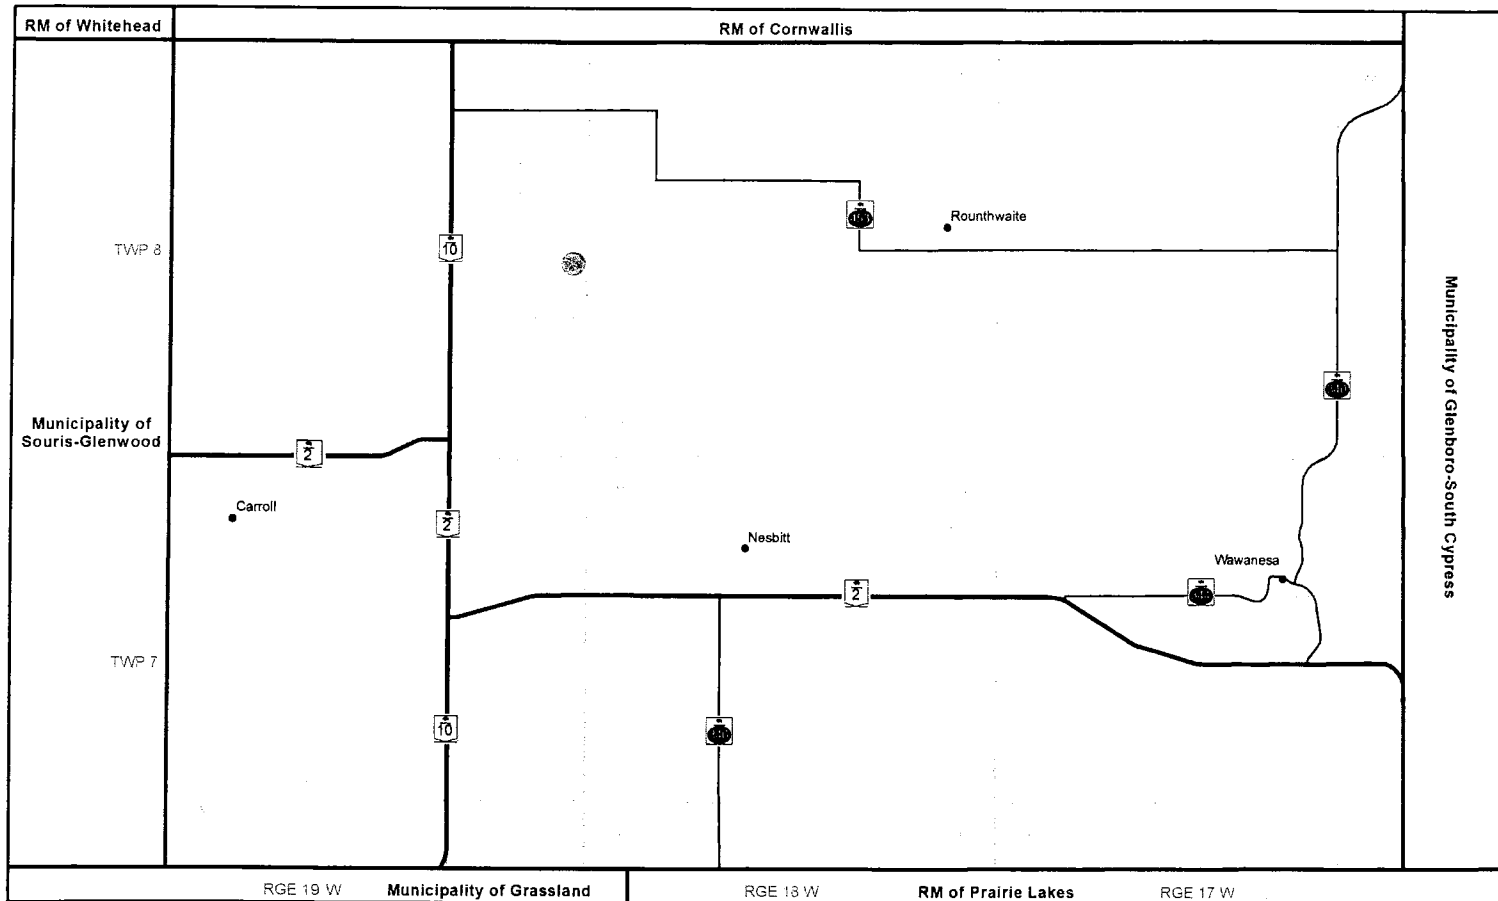 RM of Whitehead
RM of Cornwallis
Rounthwaite
TWP 8
10
Municipality of Glenboro-South Cypress
Municipality of
Souris-Glenwood
2
Carroll
2
Nesbitt
Wawanesa
2
TWP 7
10
RGE 19 W
Municipality of Grassland
RGE 18 W
RM of Prairie Lakes
RGE 17 W